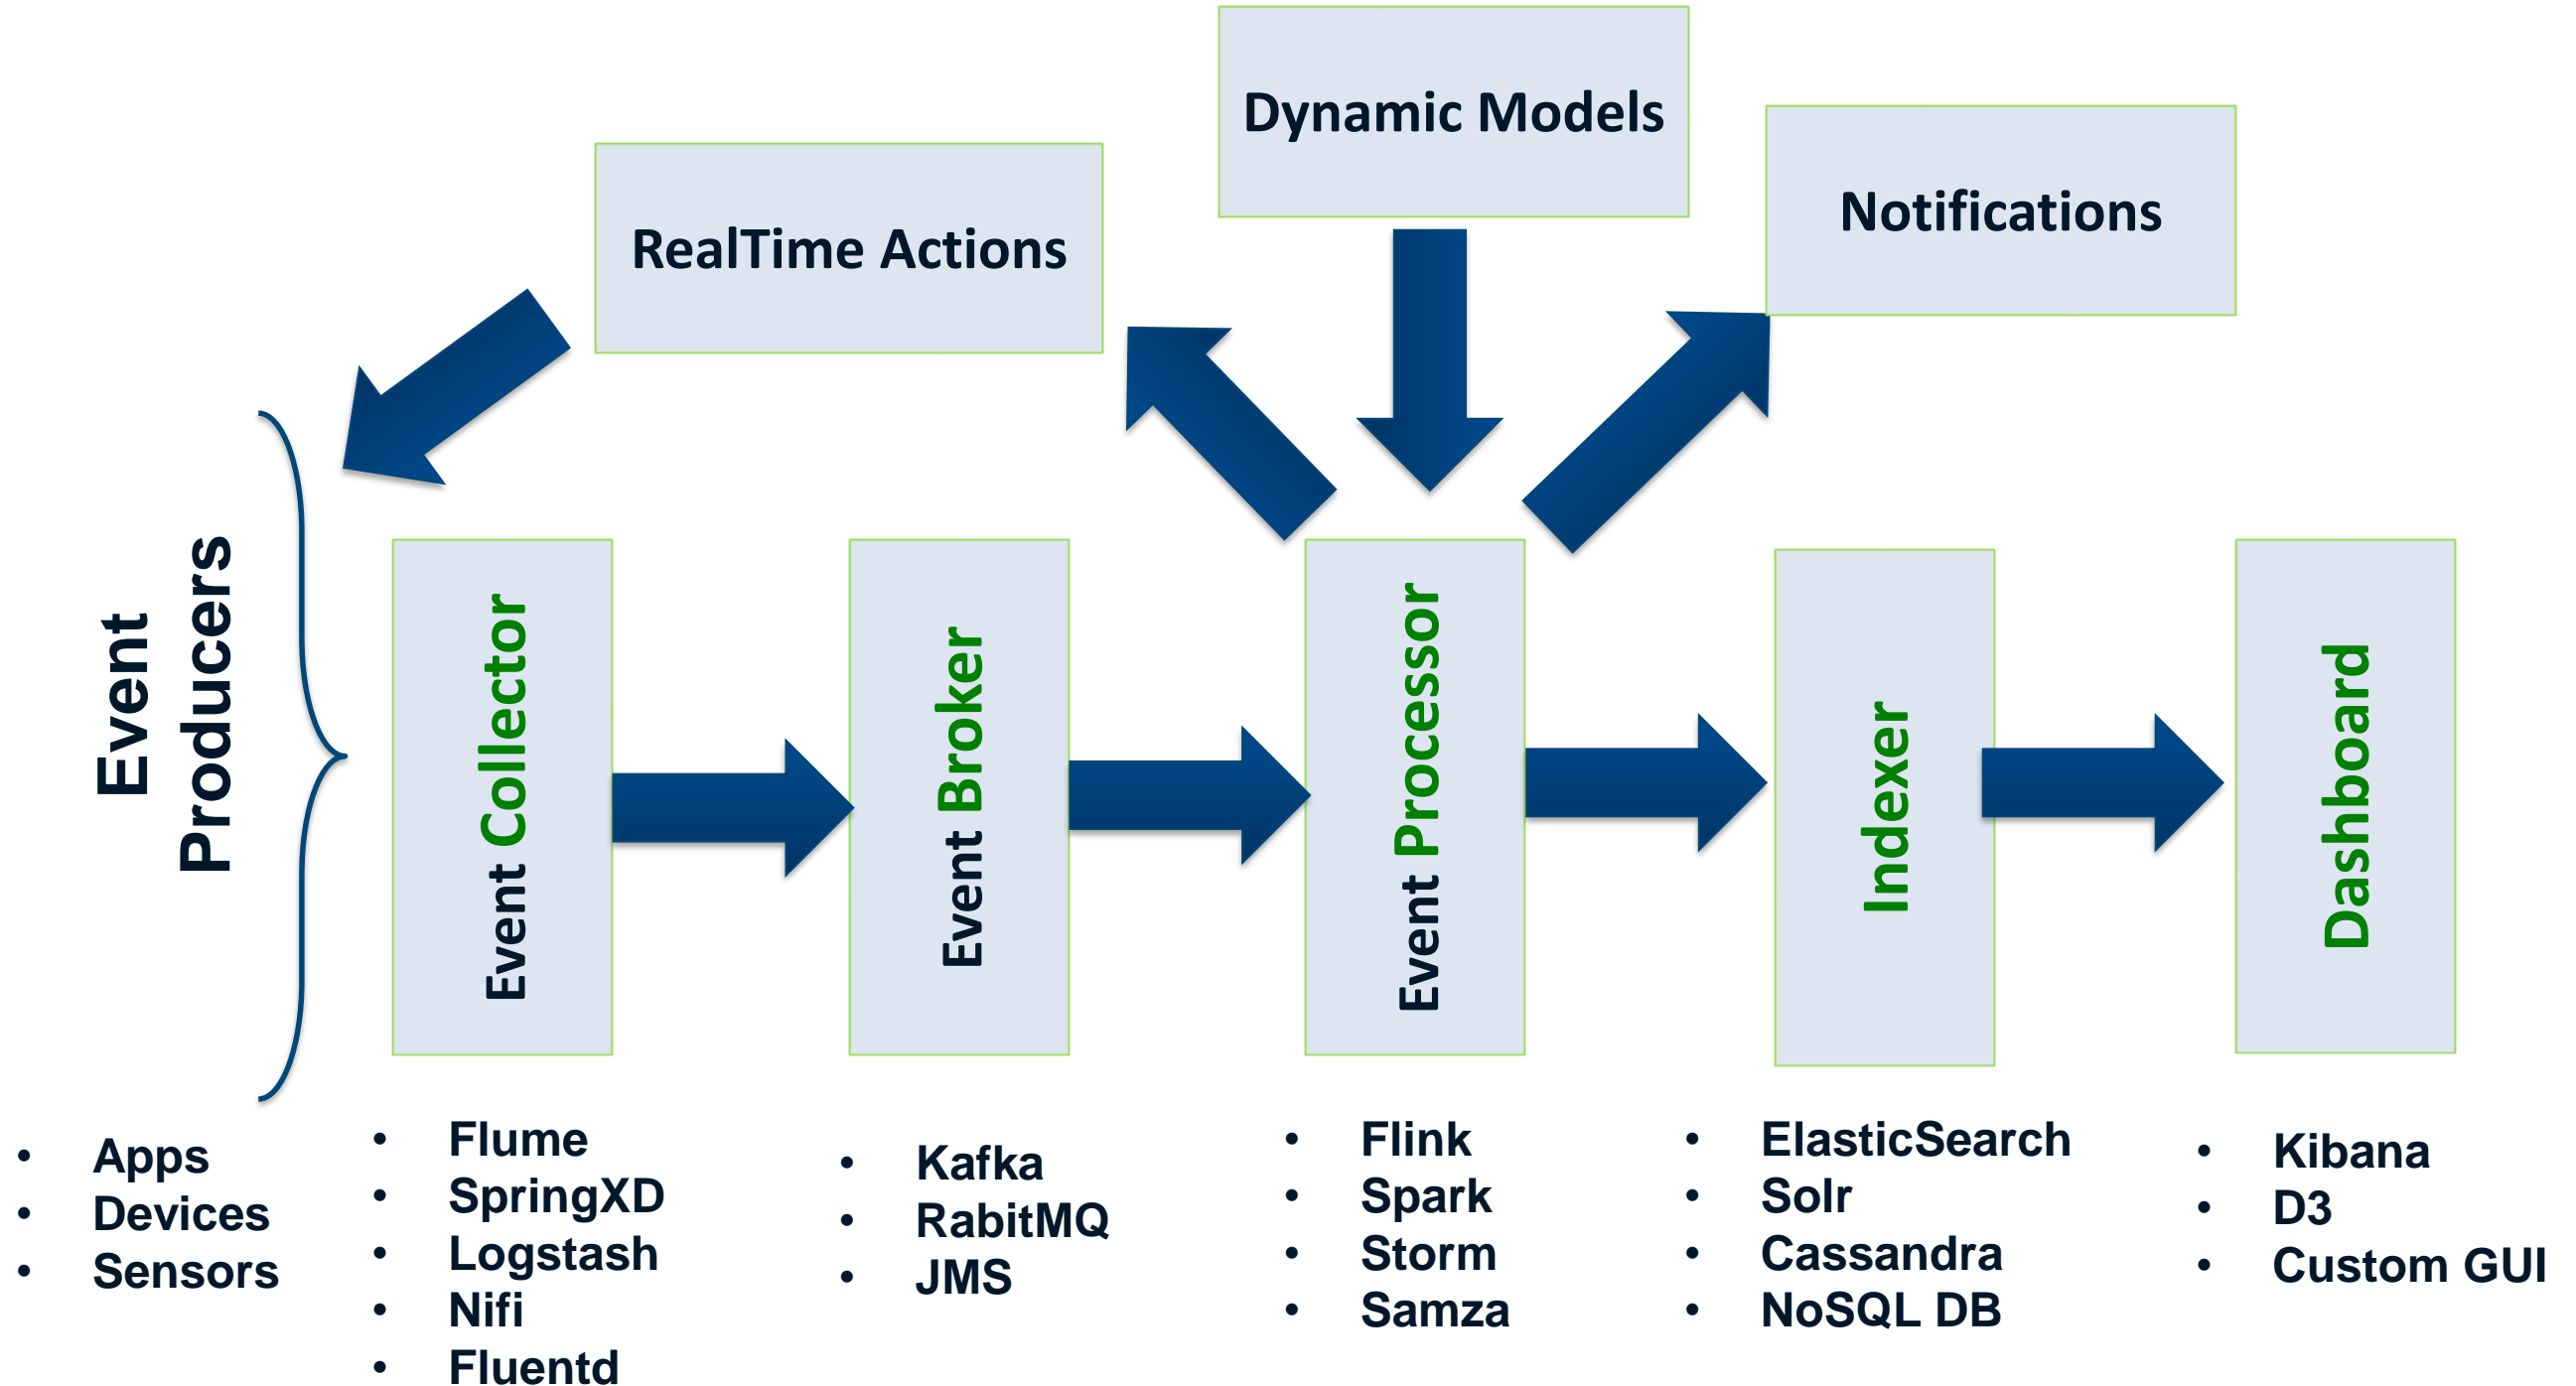 Dynamic Models
Notifications
RealTime Actions
Event
Producers
Event Collector
Event Broker
Event Processor
Indexer
Dashboard
• Apps
• Devices
• Sensors
• Flume
• SpringXD
• Logstash
• Nifi
• Fluentd
• Kafka
• RabitMQ
• JMS
• Flink
• Spark
• Storm
• Samza
• ElasticSearch
• Solr
• Cassandra
• NoSQL DB
• Kibana
• D3
• Custom GUI